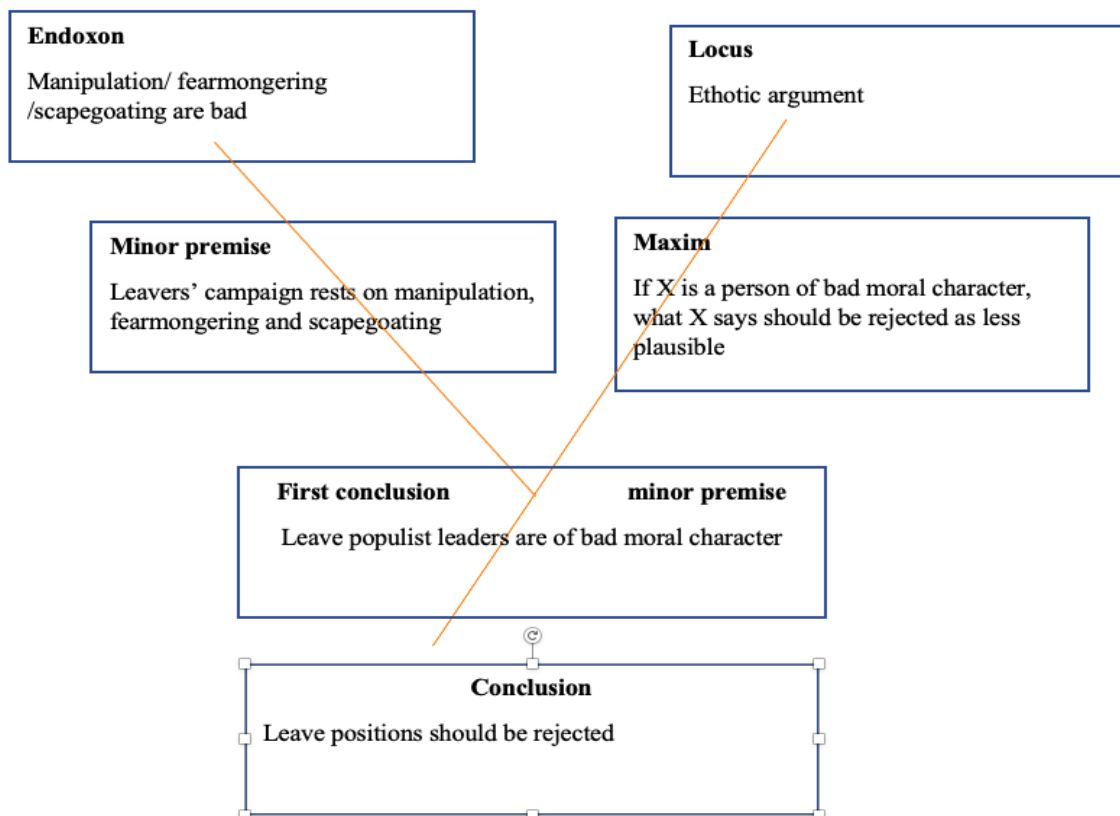 Endoxon
Manipulation/ fearmongering
/scapegoating are bad
Locus
Ethotic argument
Minor premise
Leavers’ campaign rests on manipulation,
fearmongering and scapegoating
Maxim
If X is a person of bad moral character,
what X says should be rejected as less
plausible
First conclusion minor premise
Leave populist leaders are of bad moral character
Conclusion
Leave positions should be rejected